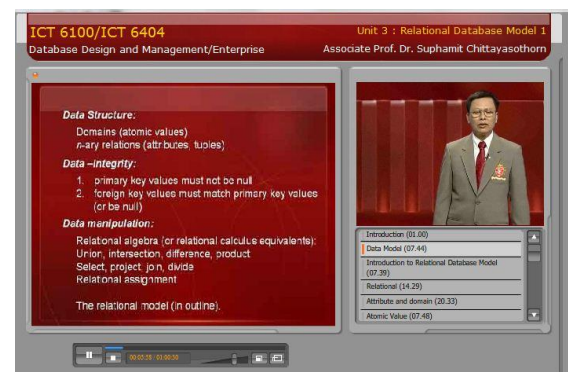 ICT 6100/ICT 6404
Unit 3 : Relational Database Model 1
Database Design and Management/Enterprise
Associate Prof. Dr. Suphamit Chittayasothorn
Data Structure:
Domains (atomic values)
n-ary relations (attributes, tuples)
Data –integrity:
1. primary key values must not be null
2. foreign key values must match primary key values
(or be null)
Data manipulation:
Relational algebra (or relational calculus equivalents):
Union, intersection, difference, product
Select, project, join, divide
Relational assignment
The relational model (in outline).
Introduction (01.00)
Data Model (07.44)
Introduction to Relational Database Model
(07.39)
Relational (14.29)
Attribute and domain (20.33)
Atomic Value (07.48)